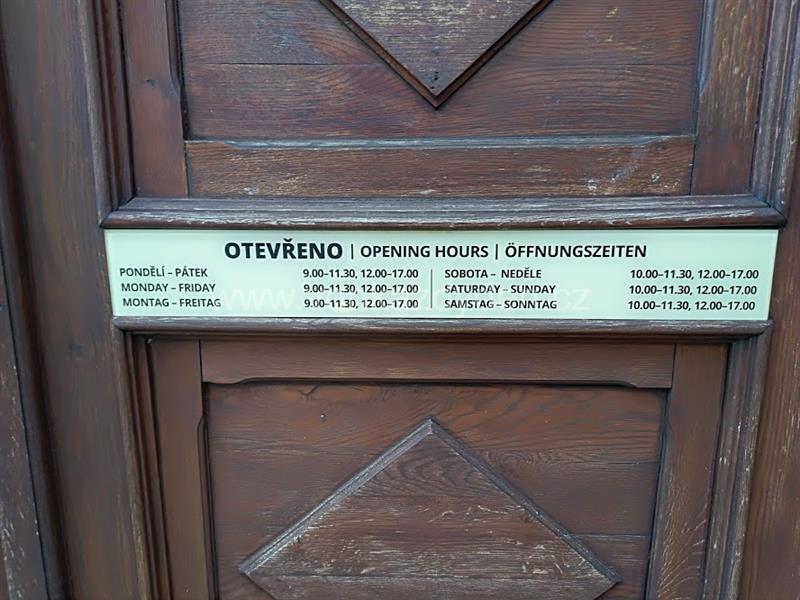 OTEVŘENO | OPENING HOURS | ÖFFNUNGSZEITEN
PONDĚLÍ – PÁTEK 9.00–11.30, 12.00–17.00
MONDAY – FRIDAY 9.00–11.30, 12.00–17.00
MONTAG – FREITAG 9.00–11.30, 12.00–17.00
SOBOTA – NEDĚLE 10.00–11.30, 12.00–17.00
SATURDAY – SUNDAY 10.00–11.30, 12.00–17.00
SAMSTAG – SONNTAG 10.00–11.30, 12.00–17.00